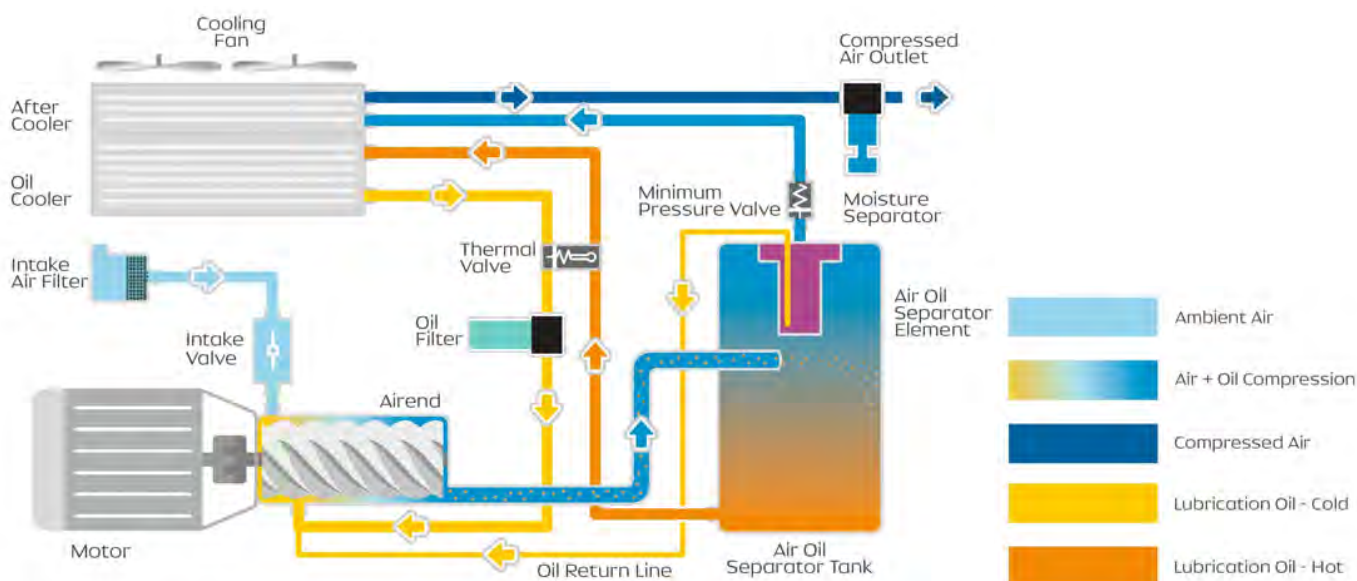 Cooling
Fan
Compressed
Air Outlet
After
Cooler
Oil
Cooler
Minimum
Pressure Valve
Moisture
Separator
Intake
Air Filter
Thermal
Valve
Air Oil
Separator
Element
Oil
Filter
Intake
Valve
Airend
Motor
Oil Return Line
Air Oil
Separator Tank
Ambient Air
Air + Oil Compression
Compressed Air
Lubrication Oil - Cold
Lubrication Oil - Hot